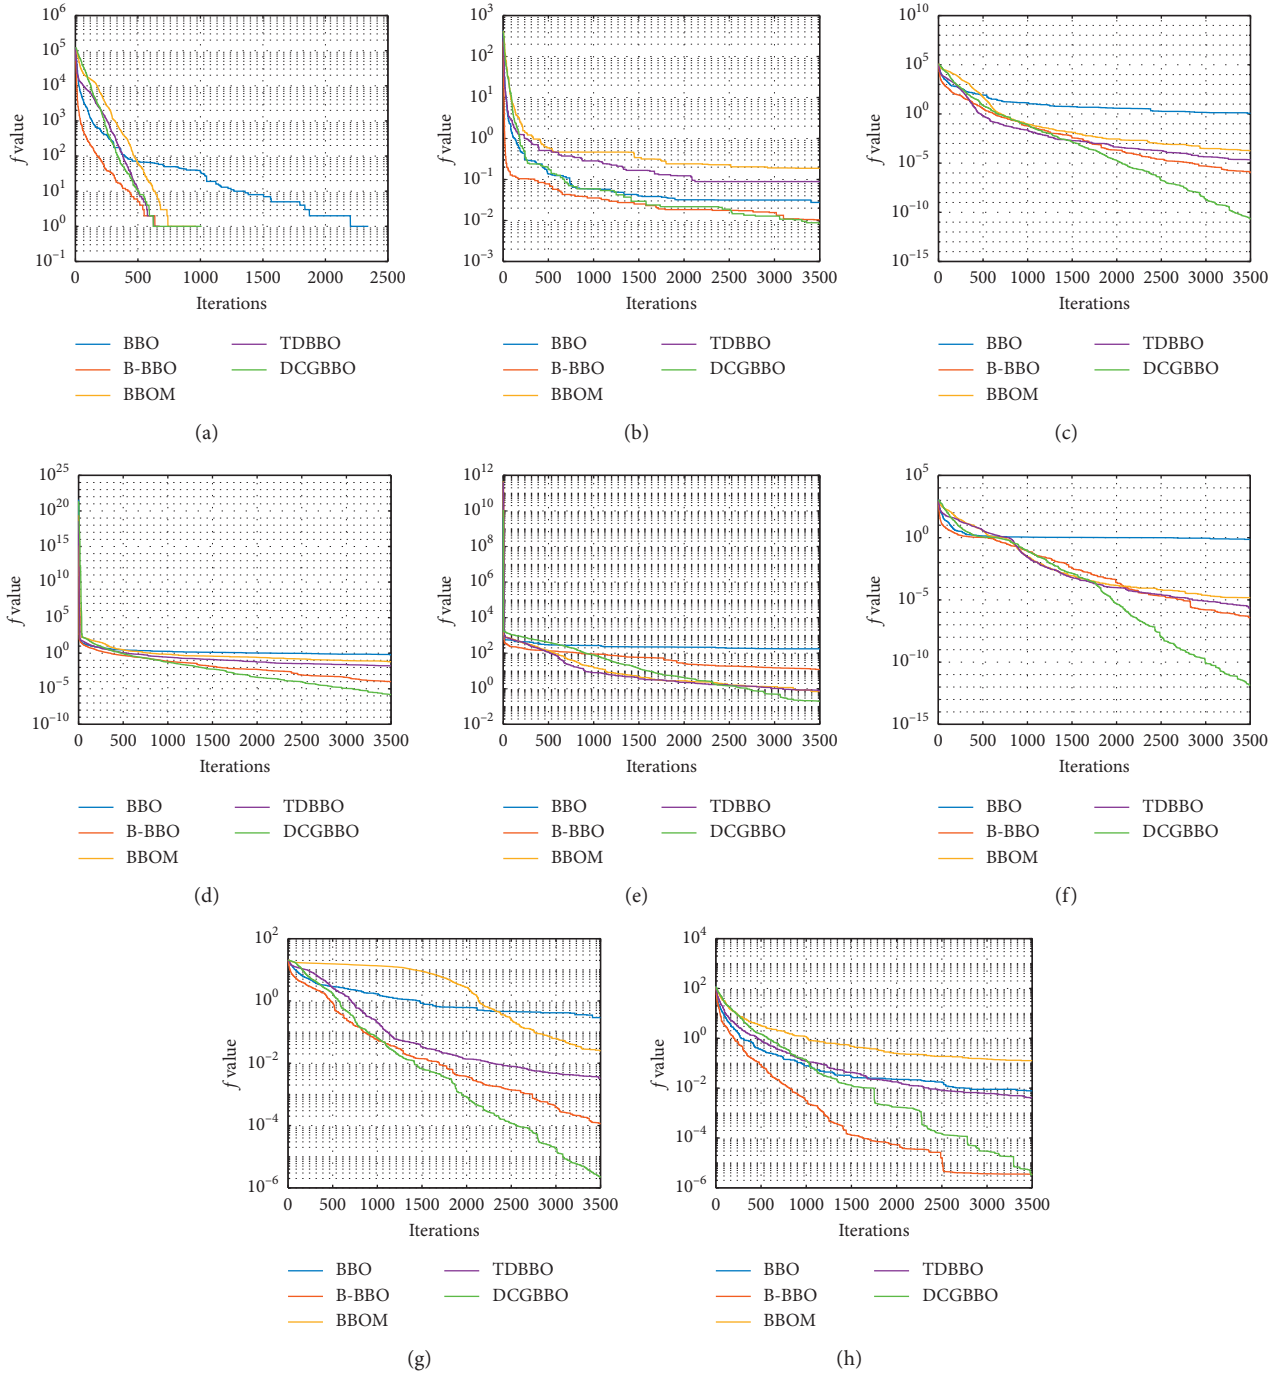 10^6
10^5
10^4
10^3
10^2
10^1
10^0
10^−1
f value
0 500 1000 1500 2000 2500
Iterations
BBO
B-BBO
BBOM
TDBBO
DCGBBO
(a)
10^3
10^2
10^4
10^0
10^−1
10^−2
10^−3
f value
0 500 1000 1500 2000 2500 3000 3500
Iterations
BBO
B-BBO
BBOM
TDBBO
DCGBBO
(b)
10^10
10^5
10^0
10^−5
10^−10
10^−15
f value
0 500 1000 1500 2000 2500 3000 3500
Iterations
BBO
B-BBO
BBOM
TDBBO
DCGBBO
(c)
10^25
10^20
10^15
10^10
10^5
10^0
10^−5
10^−10
f value
0 500 1000 1500 2000 2500 3000 3500
Iterations
BBO
B-BBO
BBOM
TDBBO
DCGBBO
(d)
10^12
10^10
10^8
10^6
10^4
10^2
10^0
10^−2
f value
0 500 1000 1500 2000 2500 3000 3500
Iterations
BBO
B-BBO
BBOM
TDBBO
DCGBBO
(e)
10^5
10^0
10^−5
10^−10
10^−15
f value
0 500 1000 1500 2000 2500 3000 3500
Iterations
BBO
B-BBO
BBOM
TDBBO
DCGBBO
(f)
10^2
10^0
10^−2
10^−4
10^−6
f value
0 500 1000 1500 2000 2500 3000 3500
Iterations
BBO
B-BBO
BBOM
TDBBO
DCGBBO
(g)
10^4
10^2
10^0
10^−2
10^−4
10^−6
f value
0 500 1000 1500 2000 2500 3000 3500
Iterations
BBO
B-BBO
BBOM
TDBBO
DCGBBO
(h)